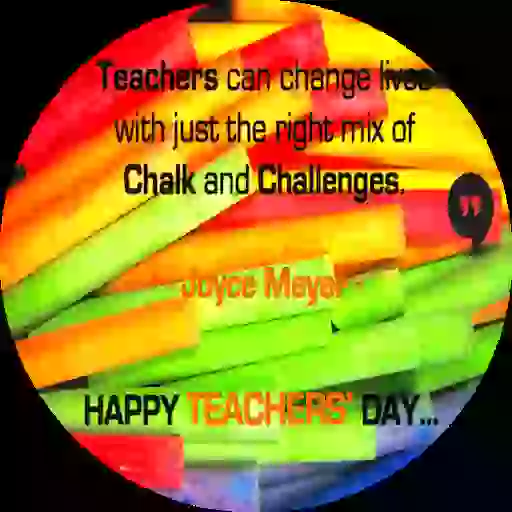 Teachers can change lives
with just the right mix of
Chalk and Challenges.
"
Joyce Meyer
HAPPY TEACHERS' DAY...